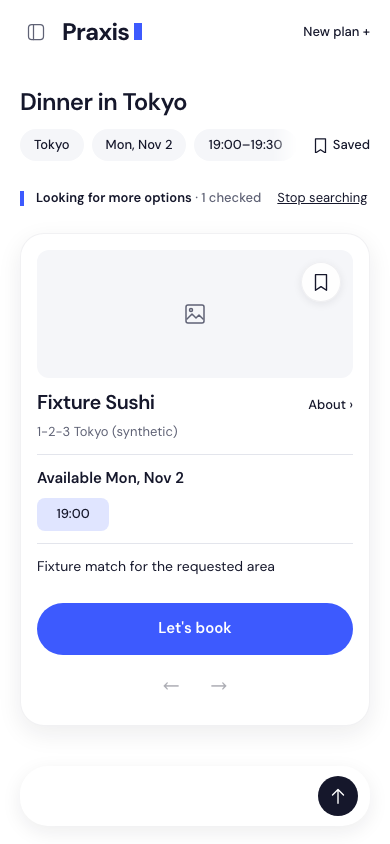 Praxis
New plan +
Dinner in Tokyo
Tokyo
Mon, Nov 2
19:00–19:30
Saved
Looking for more options · 1 checked
Stop searching
Fixture Sushi
About ›
1-2-3 Tokyo (synthetic)
Available Mon, Nov 2
19:00
Fixture match for the requested area
Let's book
← →